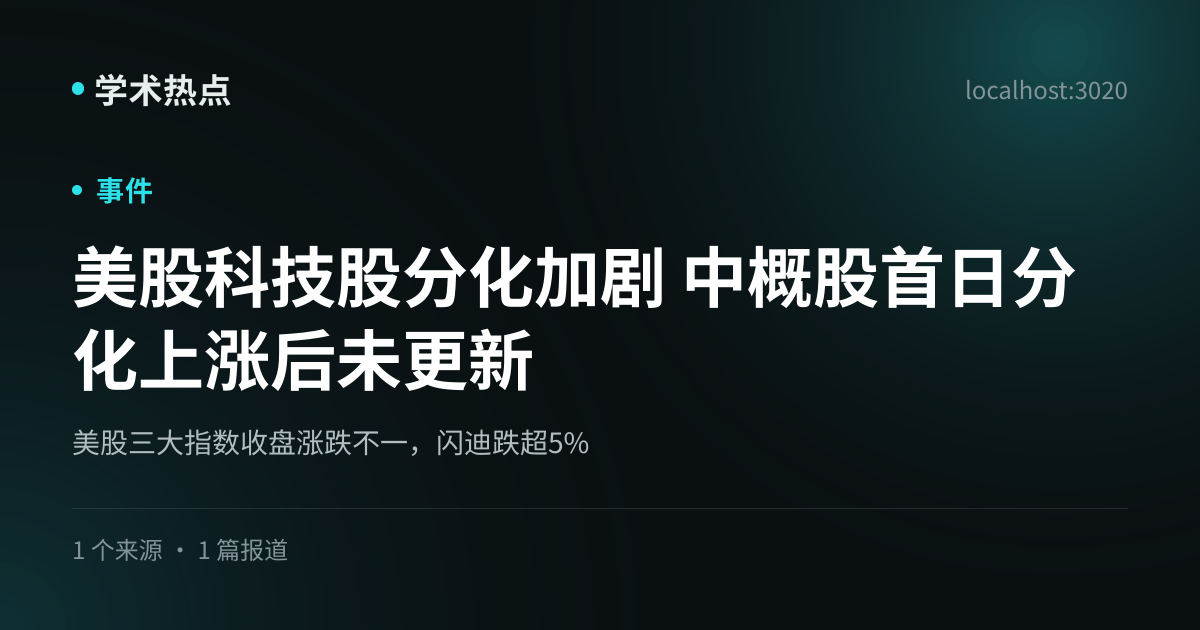 学术热点
localhost:3020
事件
美股科技股分化加剧 中概股首日分
化上涨后未更新
美股三大指数收盘涨跌不一，闪迪跌超5%
1 个来源 · 1 篇报道